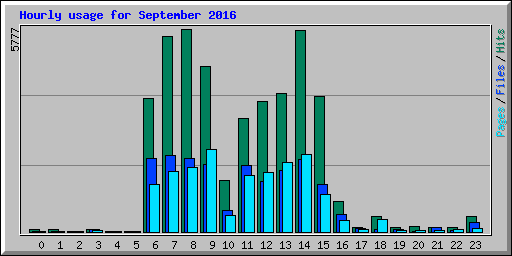 Hourly usage for September 2016
5777
Pages/Files/Hits
0 1 2 3 4 5 6 7 8 9 10 11 12 13 14 15 16 17 18 19 20 21 22 23